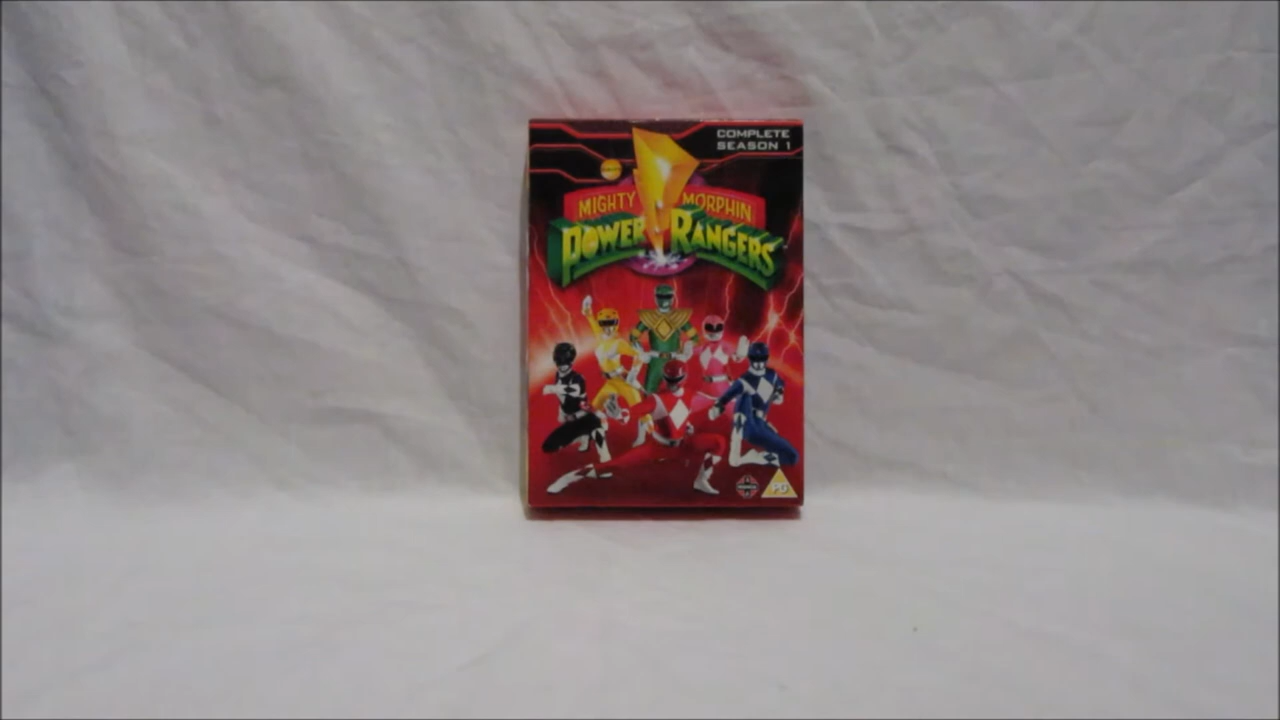 COMPLETE
SEASON 1
MIGHTY MORPHIN
POWER RANGERS
PG